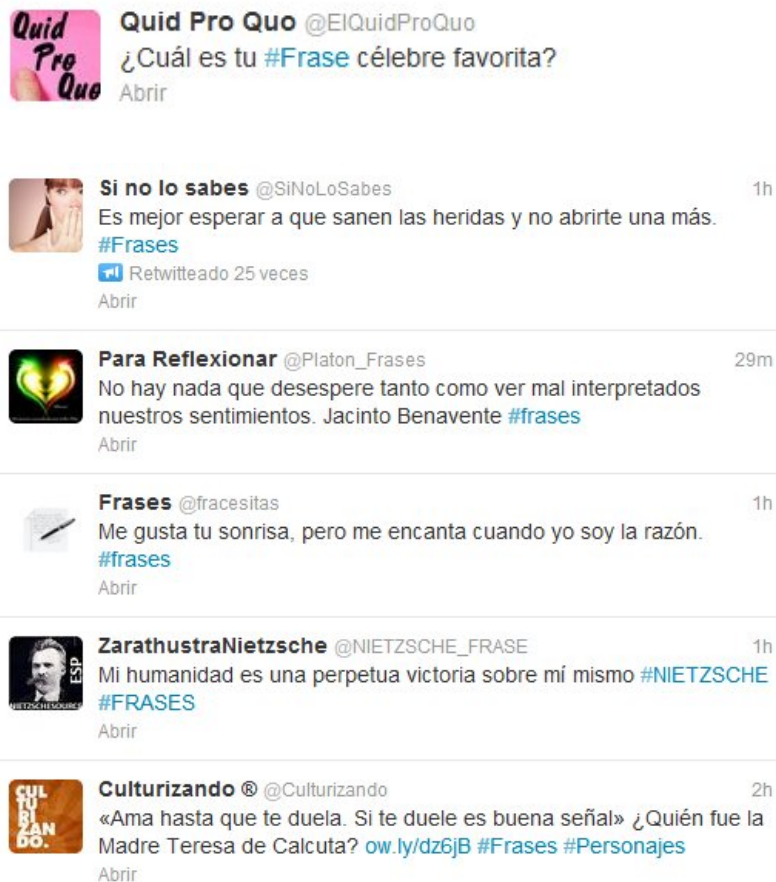 Quid
Pro
Quo
Quid Pro Quo @ElQuidProQuo
¿Cuál es tu #Frase célebre favorita?
Abrir
Si no lo sabes @SiNoLoSabes 1h
Es mejor esperar a que sanen las heridas y no abrirte una más.
#Frases
Retwitteado 25 veces
Abrir
Para Reflexionar @Platon_Frases 29m
No hay nada que desespere tanto como ver mal interpretados
nuestros sentimientos. Jacinto Benavente #frases
Abrir
Frases @fracesitas 1h
Me gusta tu sonrisa, pero me encanta cuando yo soy la razón.
#frases
Abrir
ESP
NIETZSCHESOURCE
ZarathustraNietzsche @NIETZSCHE_FRASE 1h
Mi humanidad es una perpetua victoria sobre mí mismo #NIETZSCHE
#FRASES
Abrir
CUL
TU
RI
ZAN
DO.
Culturizando ® @Culturizando 2h
«Ama hasta que te duela. Si te duele es buena señal» ¿Quién fue la
Madre Teresa de Calcuta? ow.ly/dz6jB #Frases #Personajes
Abrir